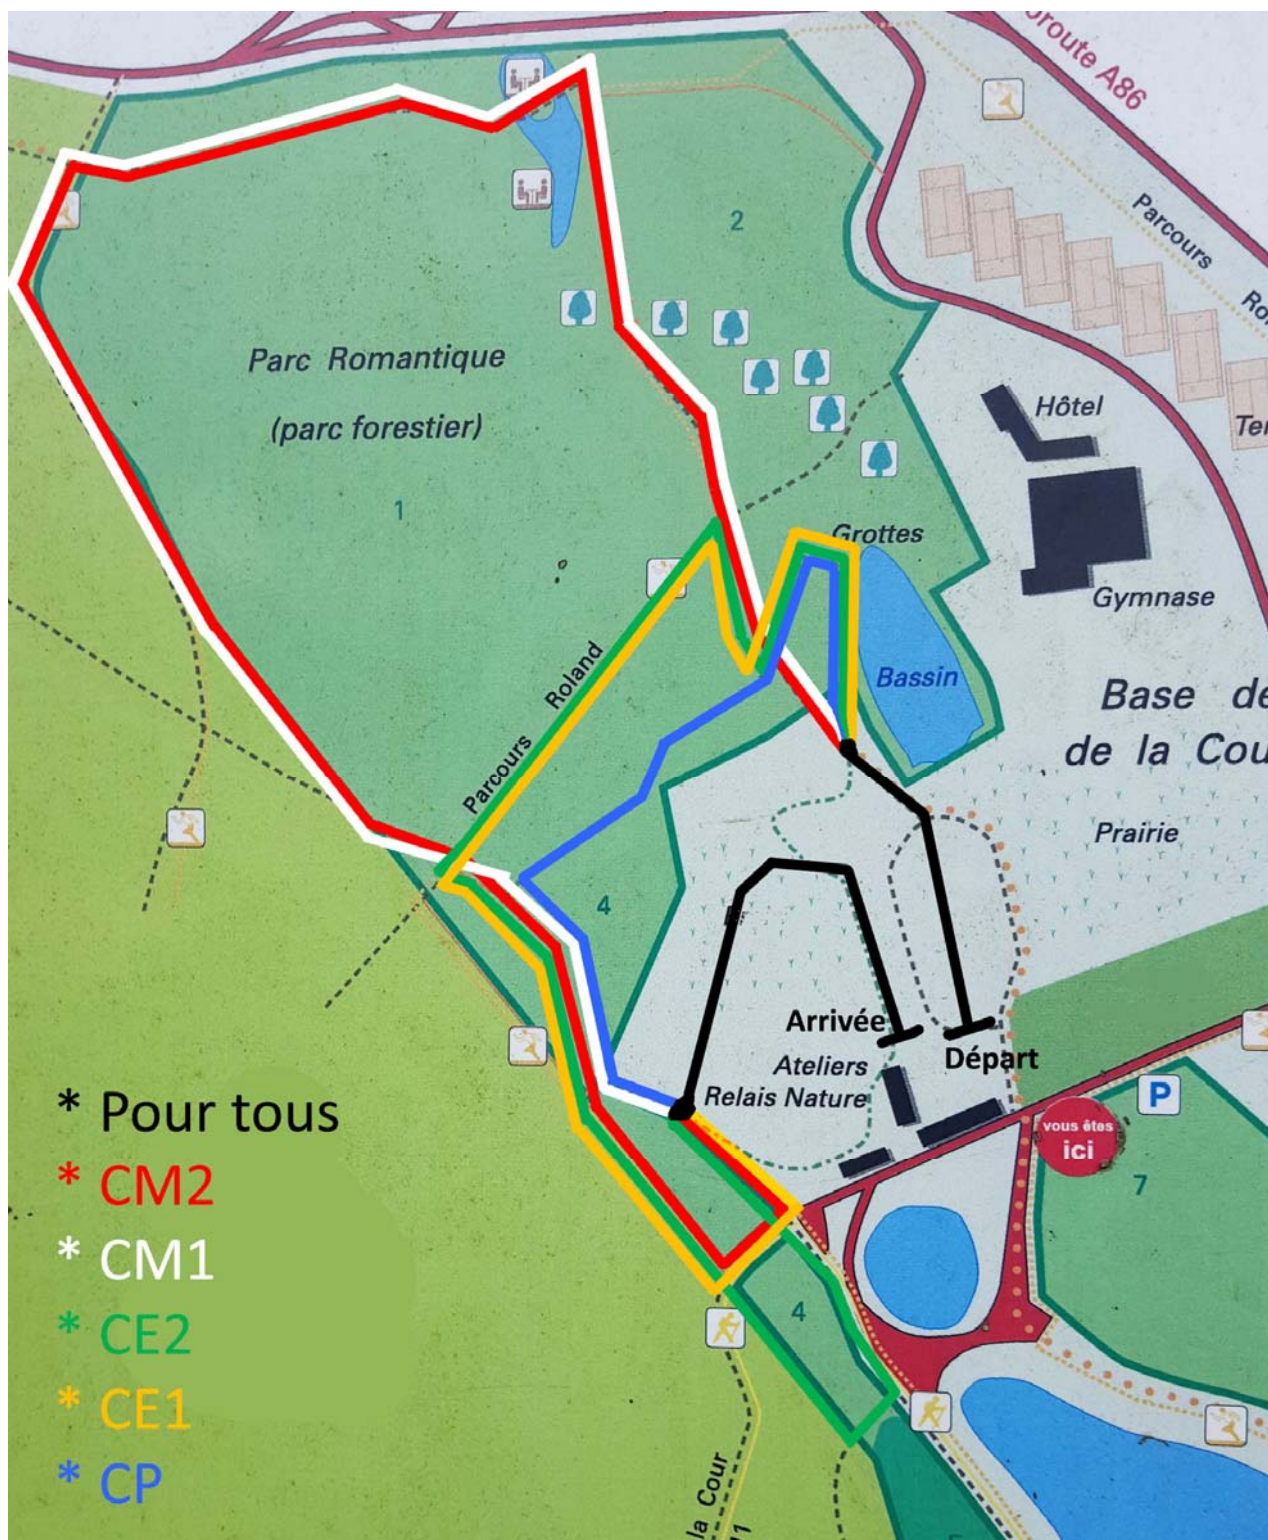 oroute A86
Parcours
Ro
2
Parc Romantique
(parc forestier)
1
Hôtel
Ter
Grottes
Gymnase
Bassin
Base de
de la Cou
Parcours Roland
Prairie
4
Arrivée
Départ
Ateliers
Relais Nature
P
vous êtes
ici
7
4
* Pour tous
* CM2
* CM1
* CE2
* CE1
* CP
la Cour